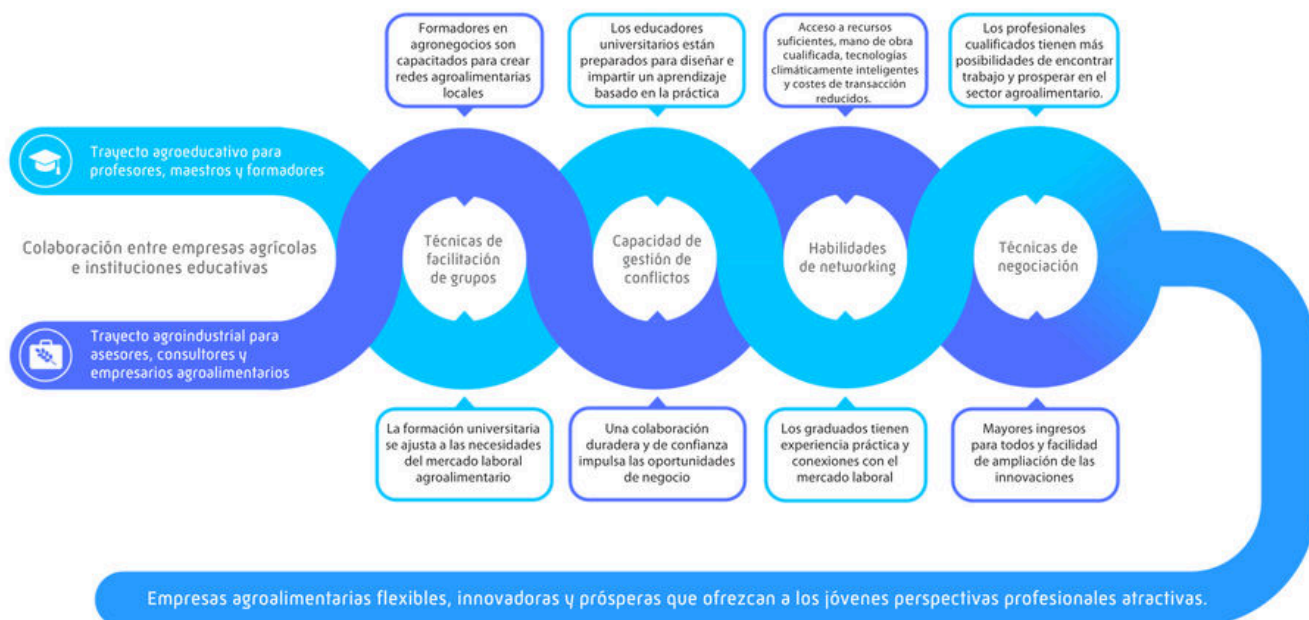 Formadores en
agronegocios son
capacitados para crear
redes agroalimentarias
locales
Los educadores
universitarios están
preparados para diseñar e
impartir un aprendizaje
basado en la práctica
Acceso a recursos
suficientes, mano de obra
cualificada, tecnologías
climáticamente inteligentes
y costes de transacción
reducidos.
Los profesionales
cualificados tienen más
posibilidades de encontrar
trabajo y prosperar en el
sector agroalimentario.
Trayecto agroeducativo para
profesores, maestros y formadores
Colaboración entre empresas agrícolas
e instituciones educativas
Trayecto agroindustrial para
asesores, consultores y
empresarios agroalimentarios
Técnicas de
facilitación
de grupos
Capacidad de
gestión de
conflictos
Habilidades
de networking
Técnicas de
negociación
La formación universitaria
se ajusta a las necesidades
del mercado laboral
agroalimentario
Una colaboración
duradera y de confianza
impulsa las oportunidades
de negocio
Los graduados tienen
experiencia práctica y
conexiones con el
mercado laboral
Mayores ingresos
para todos y facilidad
de ampliación de las
innovaciones
Empresas agroalimentarias flexibles, innovadoras y prósperas que ofrezcan a los jóvenes perspectivas profesionales atractivas.